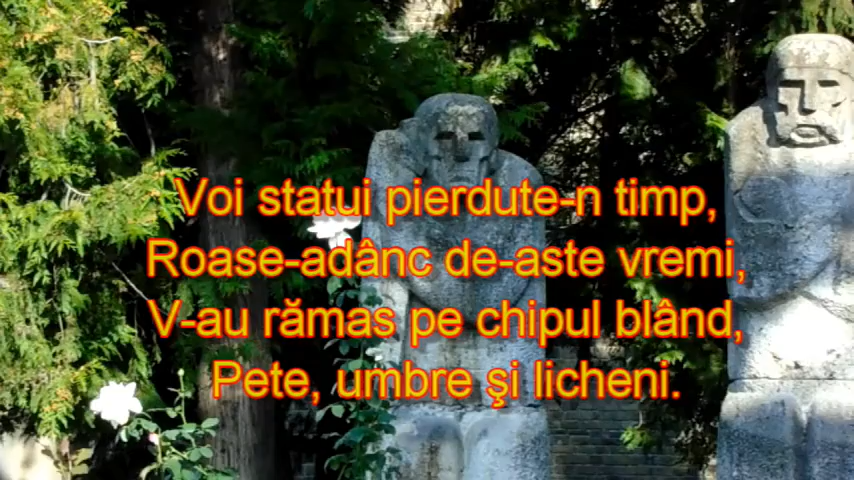 Voi statui pierdute-n timp,
Roase-adânc de-aste vremi,
V-au rămas pe chipul blând,
Pete, umbre şi licheni.